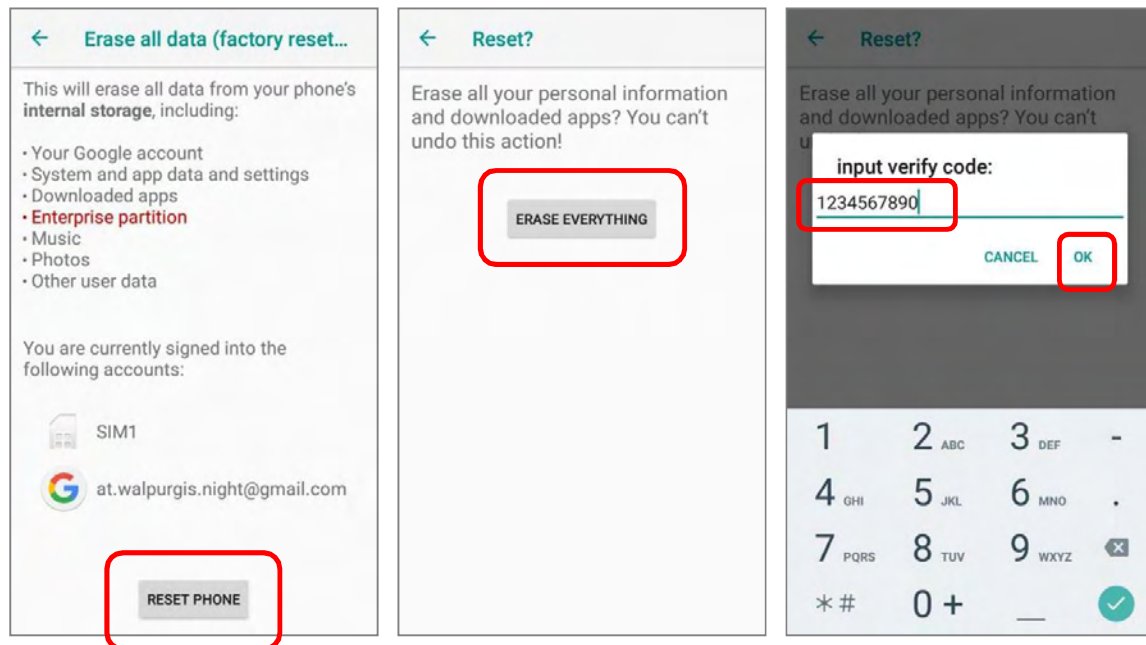 ← Erase all data (factory reset...
This will erase all data from your phone's
internal storage, including:
· Your Google account
· System and app data and settings
· Downloaded apps
· Enterprise partition
· Music
· Photos
· Other user data
You are currently signed into the
following accounts:
SIM1
at.walpurgis.night@gmail.com
RESET PHONE
← Reset?
Erase all your personal information
and downloaded apps? You can't
undo this action!
ERASE EVERYTHING
← Reset?
Erase all your personal information
and downloaded apps? You can't
u
input verify code:
1234567890
CANCEL OK
1 2 ABC 3 DEF -
4 GHI 5 JKL 6 MNO .
7 PQRS 8 TUV 9 WXYZ
*# 0 + _